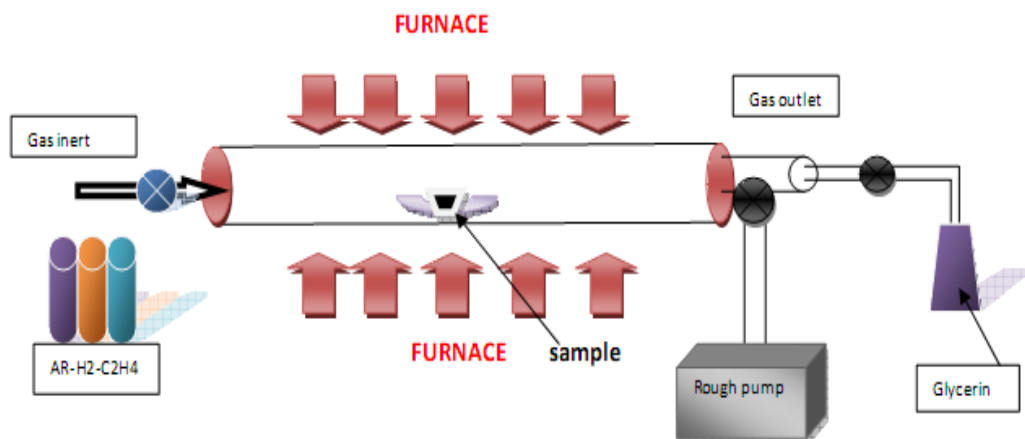 FURNACE
Gas outlet
Gas inert
FURNACE
sample
AR-H2-C2H4
Rough pump
Glycerin